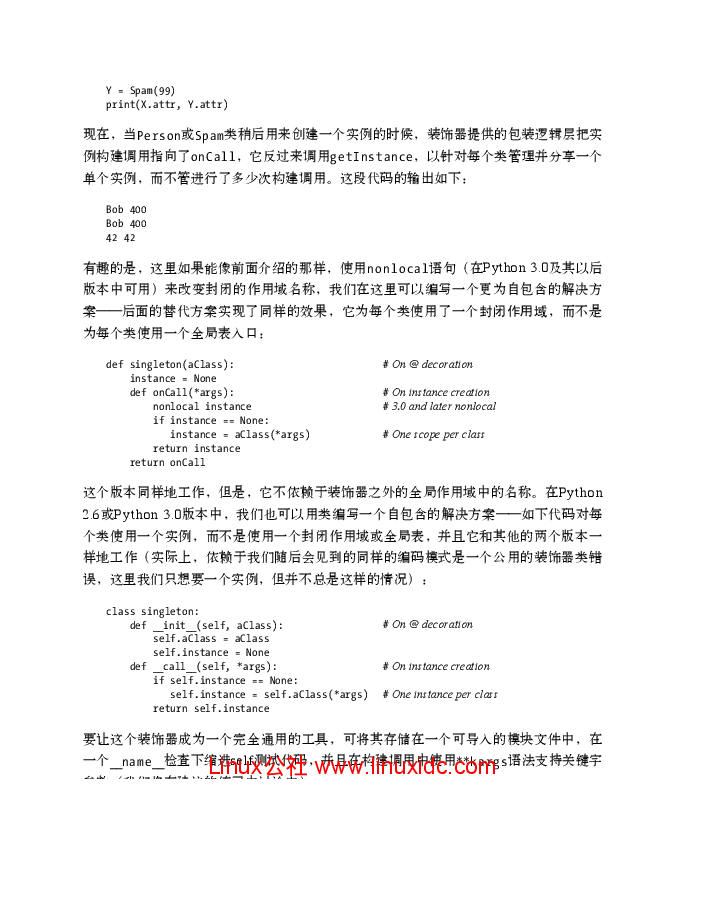 Y = Spam(99)
print(X.attr, Y.attr)
现在，当Person或Spam类稍后用来创建一个实例的时候，装饰器提供的包装逻辑层把实
例构建调用指向了onCall，它反过来调用getInstance，以针对每个类管理并分享一个
单个实例，而不管进行了多少次构建调用。这段代码的输出如下：
Bob 400
Bob 400
42 42
有趣的是，这里如果能像前面介绍的那样，使用nonlocal语句（在Python 3.0及其以后
版本中可用）来改变封闭的作用域名称，我们在这里可以编写一个更为自包含的解决方
案——后面的替代方案实现了同样的效果，它为每个类使用了一个封闭作用域，而不是
为每个类使用一个全局表入口：
def singleton(aClass): # On @ decoration
instance = None
def onCall(*args): # On instance creation
nonlocal instance # 3.0 and later nonlocal
if instance == None:
instance = aClass(*args) # One scope per class
return instance
return onCall
这个版本同样地工作，但是，它不依赖于装饰器之外的全局作用域中的名称。在Python
2.6或Python 3.0版本中，我们也可以用类编写一个自包含的解决方案——如下代码对每
个类使用一个实例，而不是使用一个封闭作用域或全局表，并且它和其他的两个版本一
样地工作（实际上，依赖于我们随后会见到的同样的编码模式是一个公用的装饰器类错
误，这里我们只想要一个实例，但并不总是这样的情况）：
class singleton:
def __init__(self, aClass): # On @ decoration
self.aClass = aClass
self.instance = None
def __call__(self, *args): # On instance creation
if self.instance == None:
self.instance = self.aClass(*args) # One instance per class
return self.instance
要让这个装饰器成为一个完全通用的工具，可将其存储在一个可导入的模块文件中，在
一个__name__检查下缩进self测试代码，并且在构建调用中使用**kargs语法支持关键字
Linux公社 www.linuxidc.com